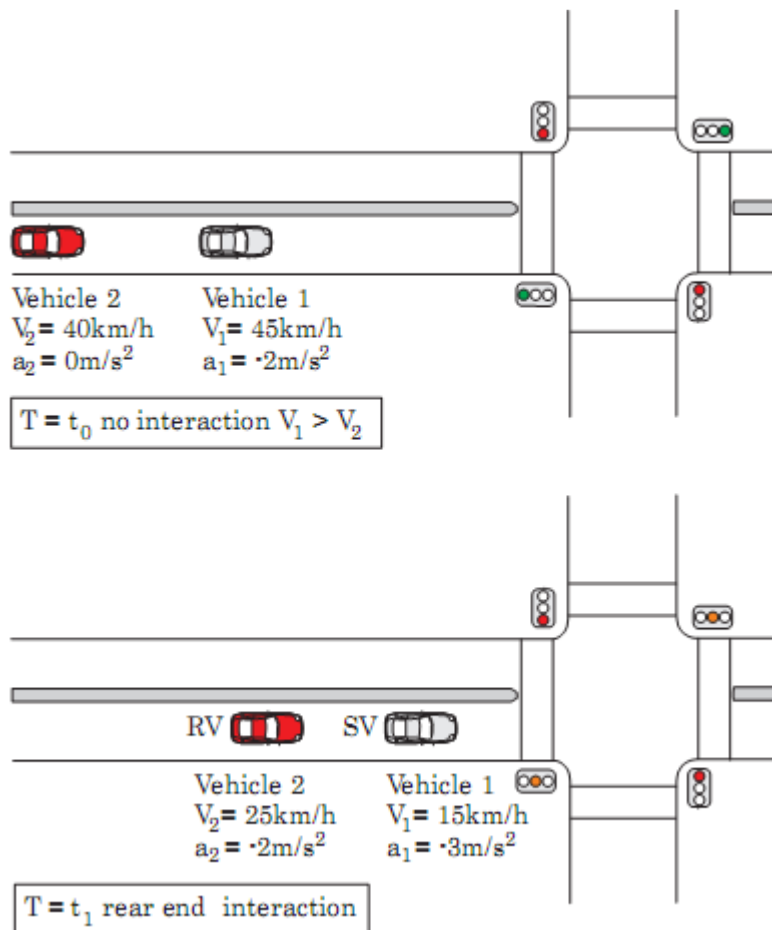 Vehicle 2
V₂= 40km/h
a₂ = 0m/s²
Vehicle 1
V₁= 45km/h
a₁ = -2m/s²
T = t₀ no interaction V₁ > V₂
RV
SV
Vehicle 2
V₂= 25km/h
a₂ = -2m/s²
Vehicle 1
V₁= 15km/h
a₁ = -3m/s²
T = t₁ rear end interaction